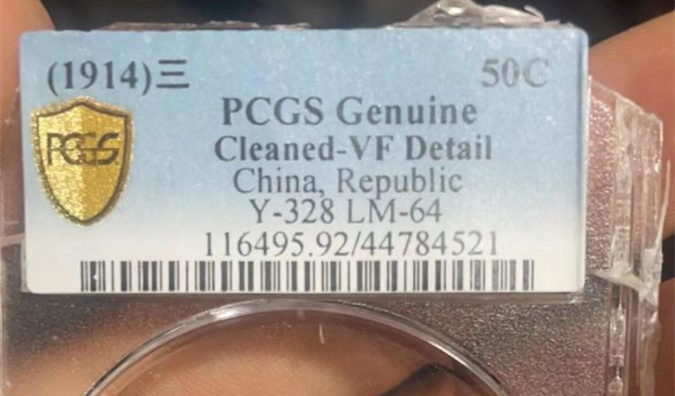 (1914)三 50C
PCGS Genuine
PCGS
Cleaned-VF Detail
China, Republic
Y-328 LM-64
116495.92/44784521